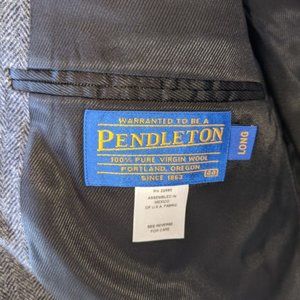 WARRANTED TO BE A
PENDLETON
100% PURE VIRGIN WOOL
PORTLAND, OREGON
SINCE 1863
LONG
ASSEMBLED IN
MEXICO
OF U.S.A. FABRIC
SEE REVERSE
FOR CARE